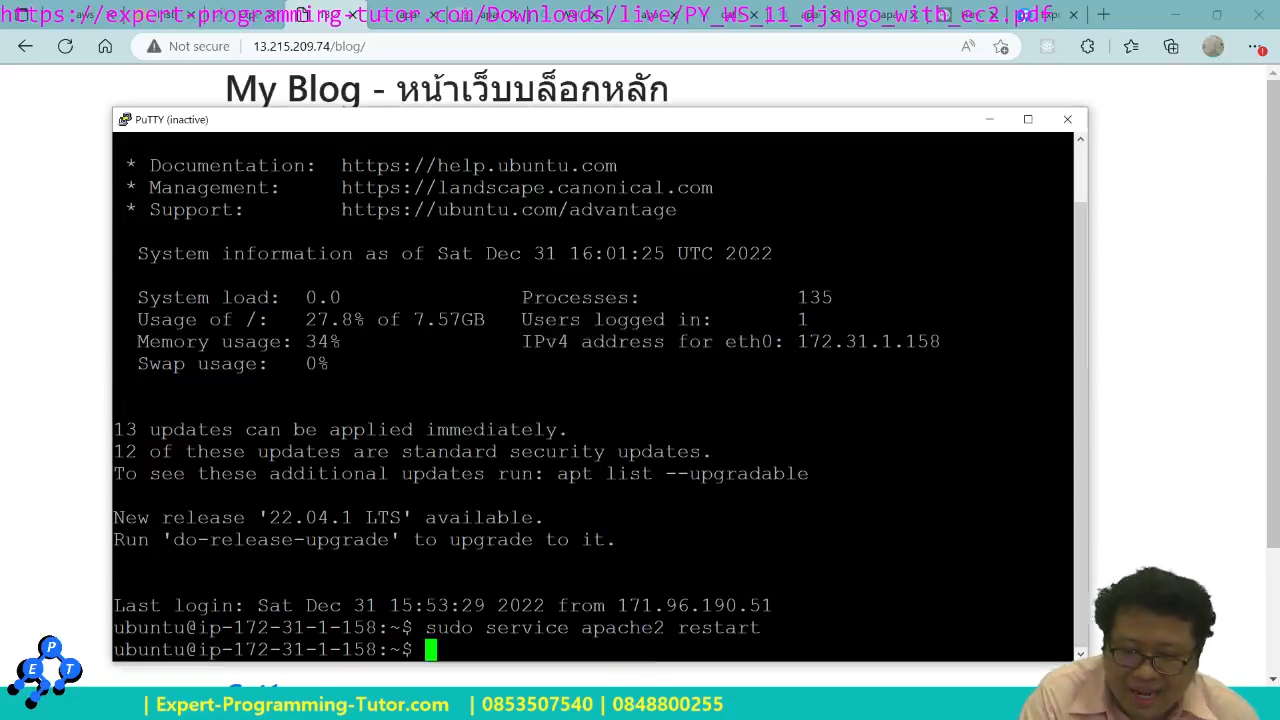 https://expert-programming-tutor.com/Downloads/live/PY_WS_11_django_with_ec2.pdf
Not secure 13.215.209.74/blog/
My Blog - หน้าเว็บบล็อกหลัก
PuTTY (inactive)
* Documentation: https://help.ubuntu.com
* Management: https://landscape.canonical.com
* Support: https://ubuntu.com/advantage
System information as of Sat Dec 31 16:01:25 UTC 2022
System load: 0.0 Processes: 135
Usage of /: 27.8% of 7.57GB Users logged in: 1
Memory usage: 34% IPv4 address for eth0: 172.31.1.158
Swap usage: 0%
13 updates can be applied immediately.
12 of these updates are standard security updates.
To see these additional updates run: apt list --upgradable
New release '22.04.1 LTS' available.
Run 'do-release-upgrade' to upgrade to it.
Last login: Sat Dec 31 15:53:29 2022 from 171.96.190.51
ubuntu@ip-172-31-1-158:~$ sudo service apache2 restart
ubuntu@ip-172-31-1-158:~$
E P T
| Expert-Programming-Tutor.com | 0853507540 | 0848800255